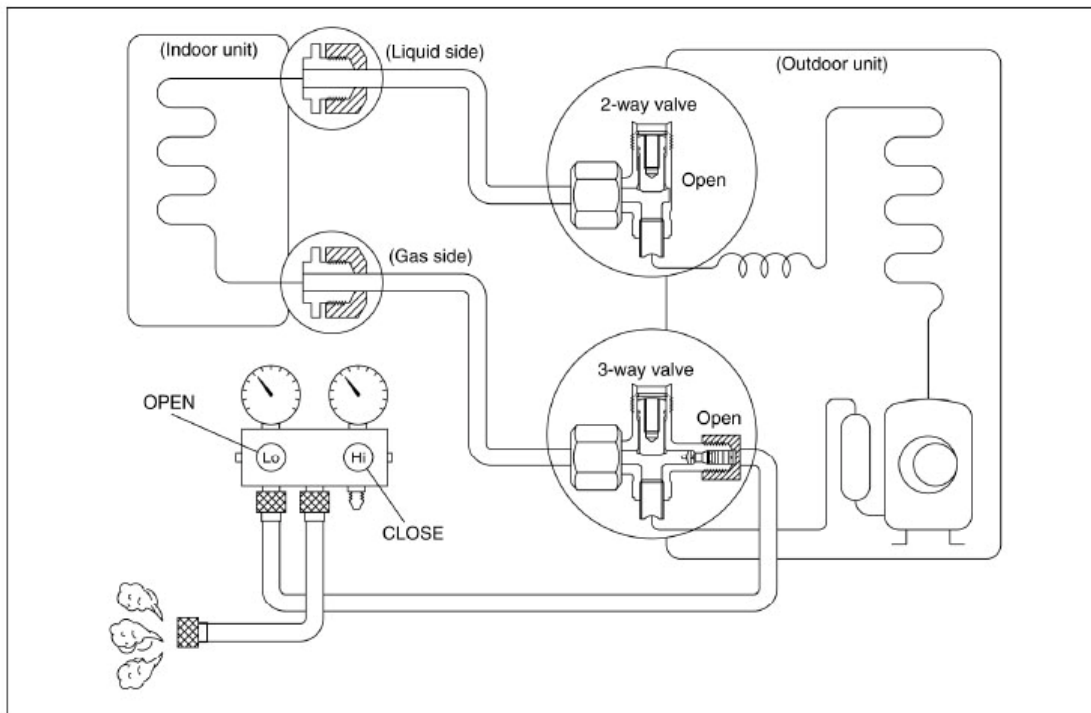 (Indoor unit)
(Liquid side)
(Outdoor unit)
2-way valve
Open
(Gas side)
3-way valve
Open
OPEN
Lo
Hi
CLOSE